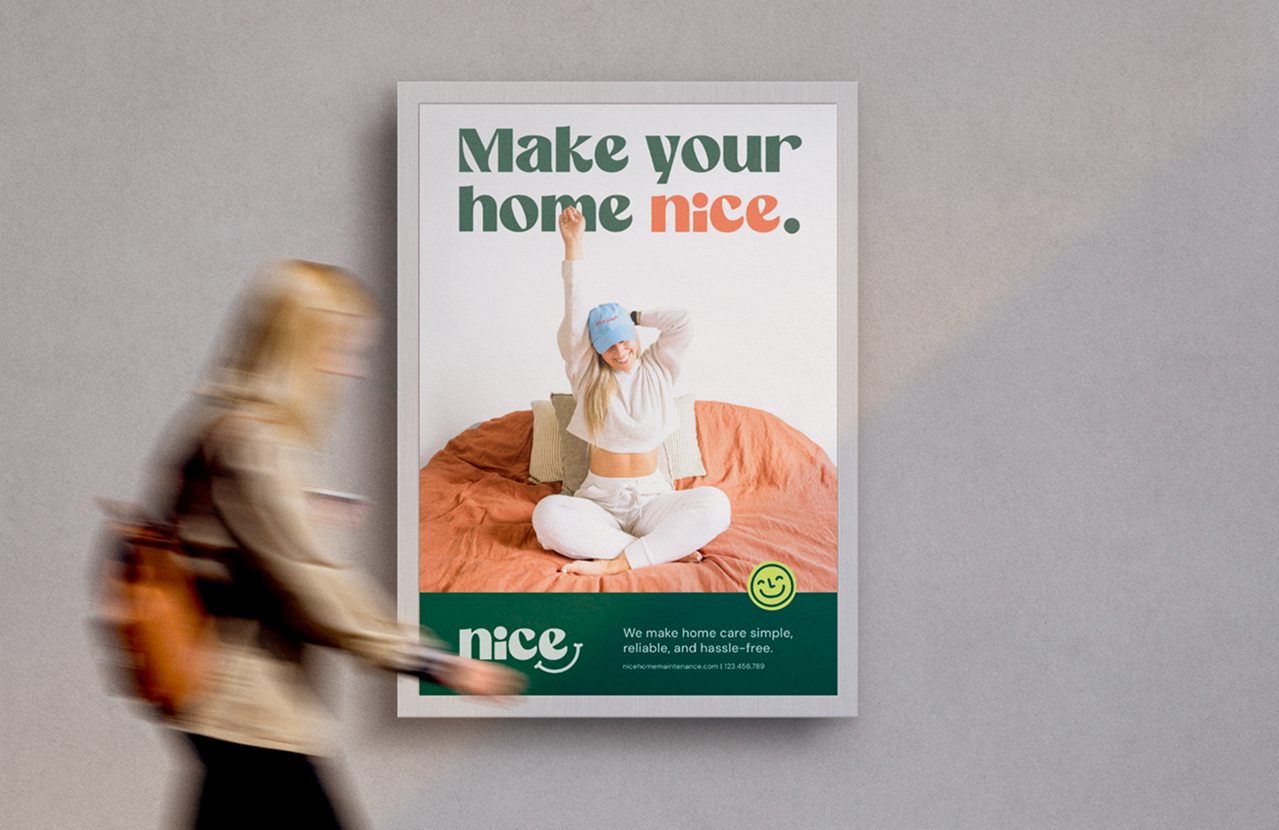 Make your
home nice.
nice
We make home care simple,
reliable, and hassle-free.
nicehomemaintenance.com | 123.456.789